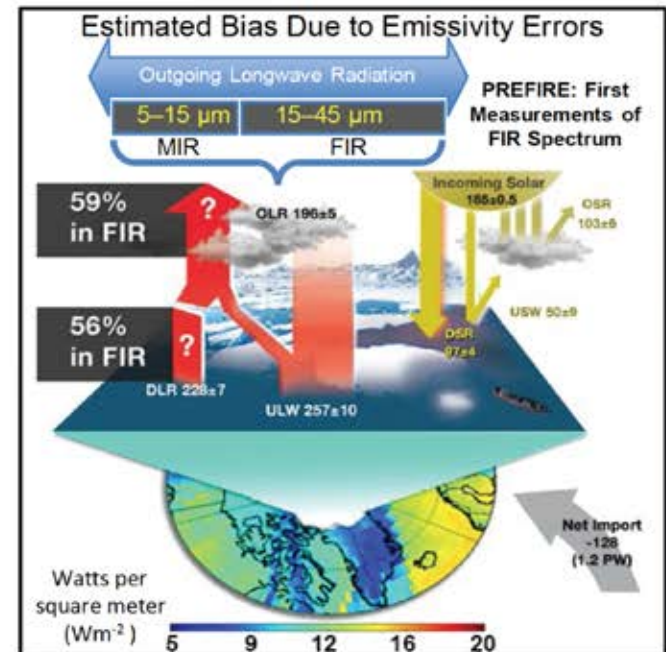 Estimated Bias Due to Emissivity Errors
Outgoing Longwave Radiation
5–15 μm
15–45 μm
MIR
FIR
PREFIRE: First
Measurements of
FIR Spectrum
59%
in FIR
?
OLR 196±5
Incoming Solar
OSR
56%
in FIR
?
DLR 228±7
ULW 257±10
USW 50±9
DSR
97±4
Net Import
-128
(1.2 PW)
Watts per
square meter
(Wm⁻²)
5 9 12 16 20